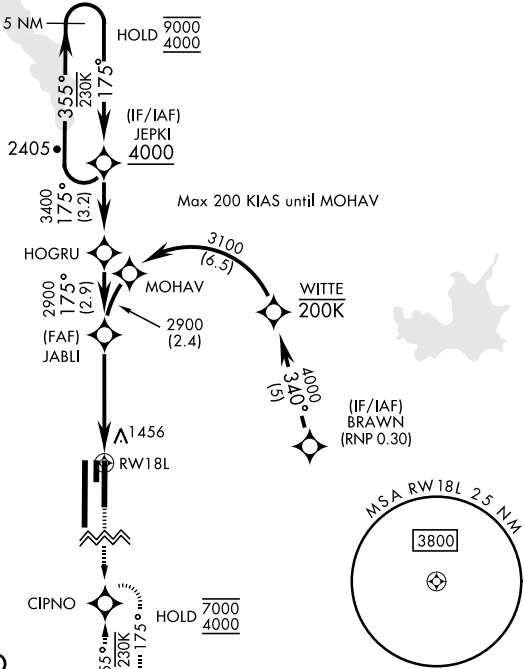 5 NM
HOLD 9000
4000
355°
230K
175°
(IF/IAF)
JEPKI
4000
2405
3400
175°
(3.2)
Max 200 KIAS until MOHAV
HOGRU
3100
(6.5)
MOHAV
WITTE
200K
2900
175°
(2.9)
2900
(2.4)
(FAF)
JABLI
4000
340°
(5)
(IF/IAF)
BRAWN
(RNP 0.30)
1456
RW18L
MSA RW18L 25 NM
3800
CIPNO
HOLD 7000
4000
230K
175°